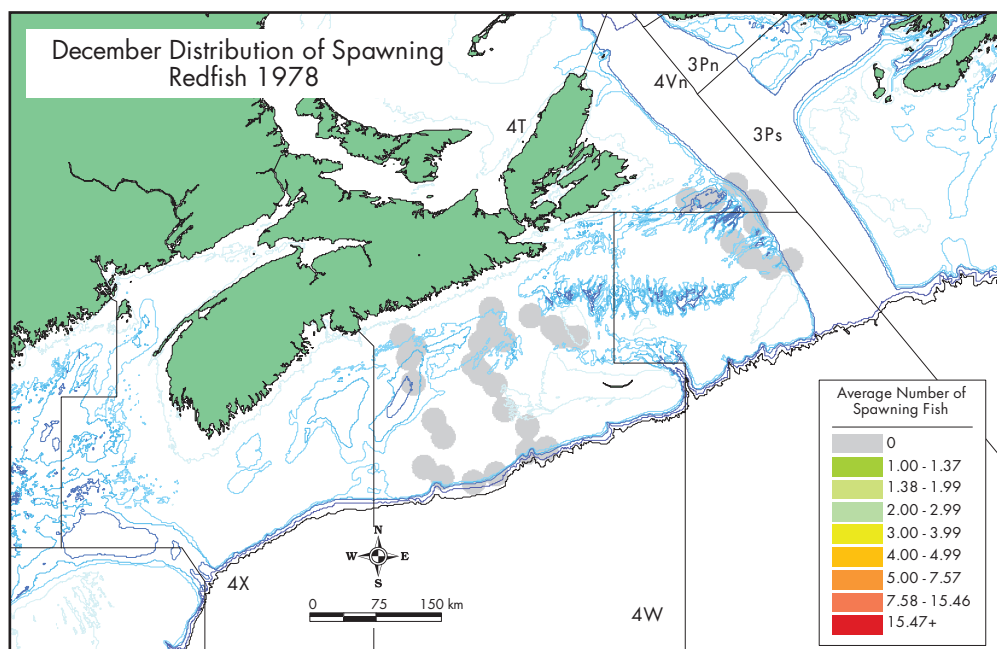 December Distribution of Spawning
Redfish 1978
3Pn
4Vn
4T
3Ps
Average Number of
Spawning Fish
0
1.00 - 1.37
1.38 - 1.99
2.00 - 2.99
3.00 - 3.99
4.00 - 4.99
5.00 - 7.57
7.58 - 15.46
15.47+
N
W E
S
4X
0 75 150 km
4W